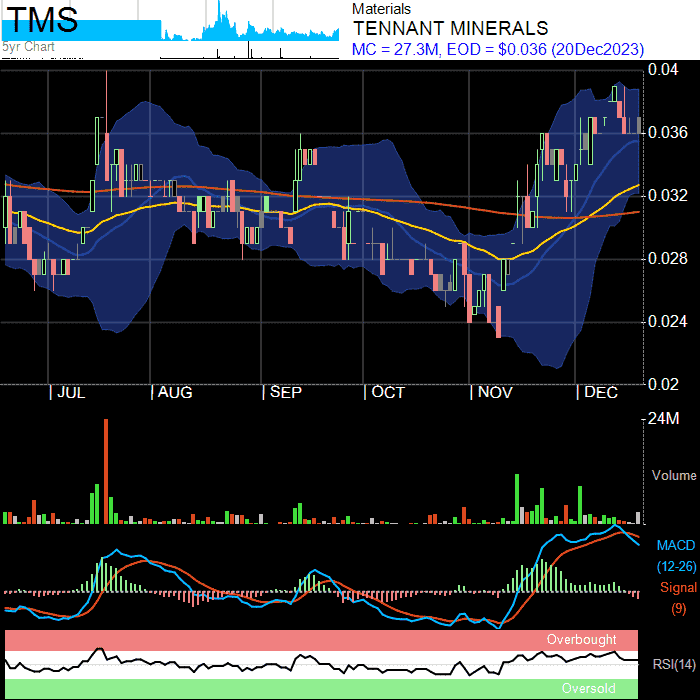 TMS
5yr Chart
Materials
TENNANT MINERALS
MC = 27.3M, EOD = $0.036 (20Dec2023)
0.04
0.036
0.032
0.028
0.024
0.02
JUL
AUG
SEP
OCT
NOV
DEC
24M
Volume
MACD
(12-26)
Signal
(9)
Overbought
RSI(14)
Oversold